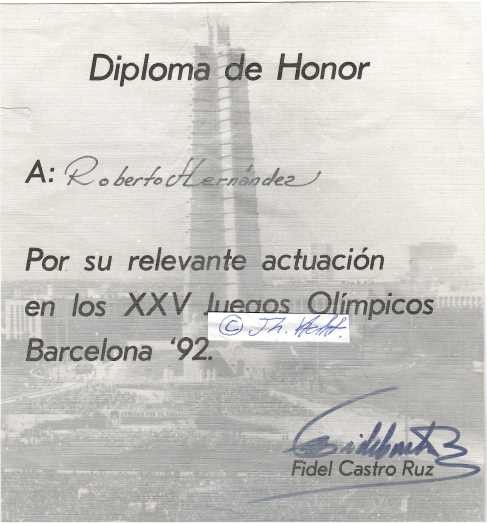 Diploma de Honor
A: Roberto Hernández
Por su relevante actuación
en los XXV Juegos Olímpicos
©
Barcelona '92.
Fidel Castro Ruz